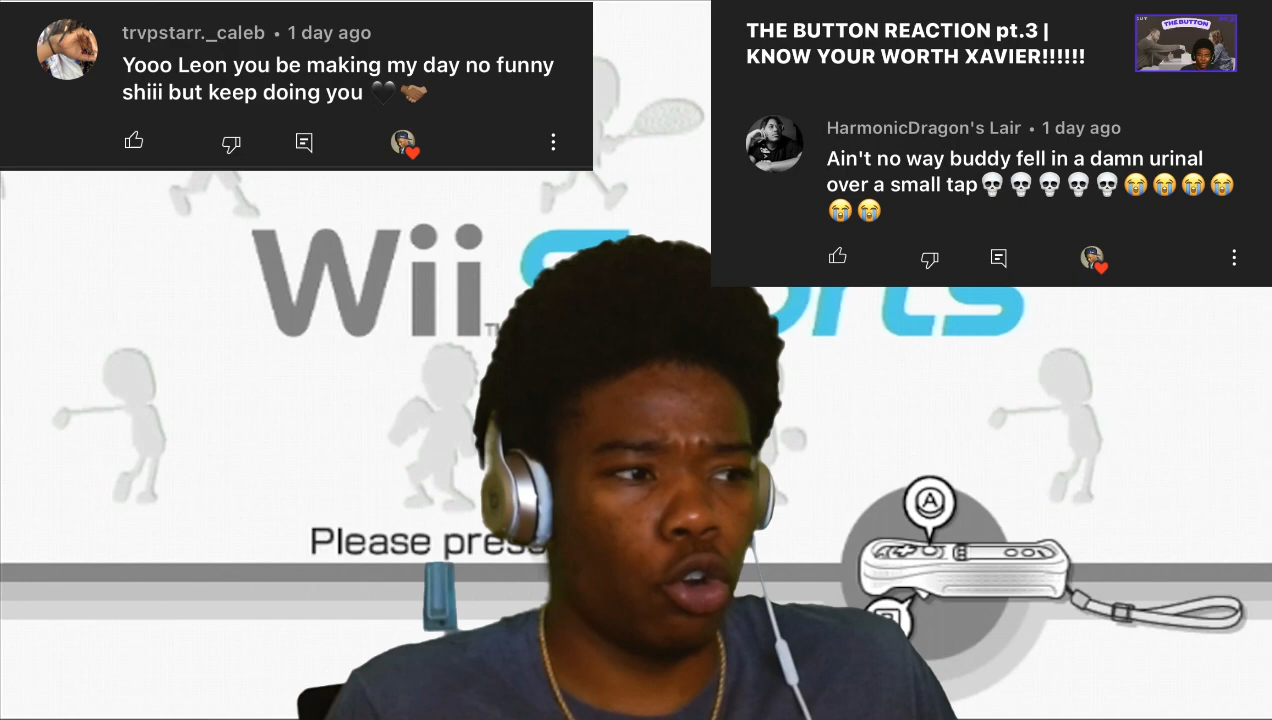 trvpstarr._caleb • 1 day ago
Yooo Leon you be making my day no funny
shiii but keep doing you 🖤🤝🏾
THE BUTTON REACTION pt.3 |
KNOW YOUR WORTH XAVIER!!!!!!
THE BUTTON
HarmonicDragon's Lair • 1 day ago
Ain't no way buddy fell in a damn urinal
over a small tap💀💀💀💀💀😭😭😭😭
😭😭
Wii
TM
Please press
A
B